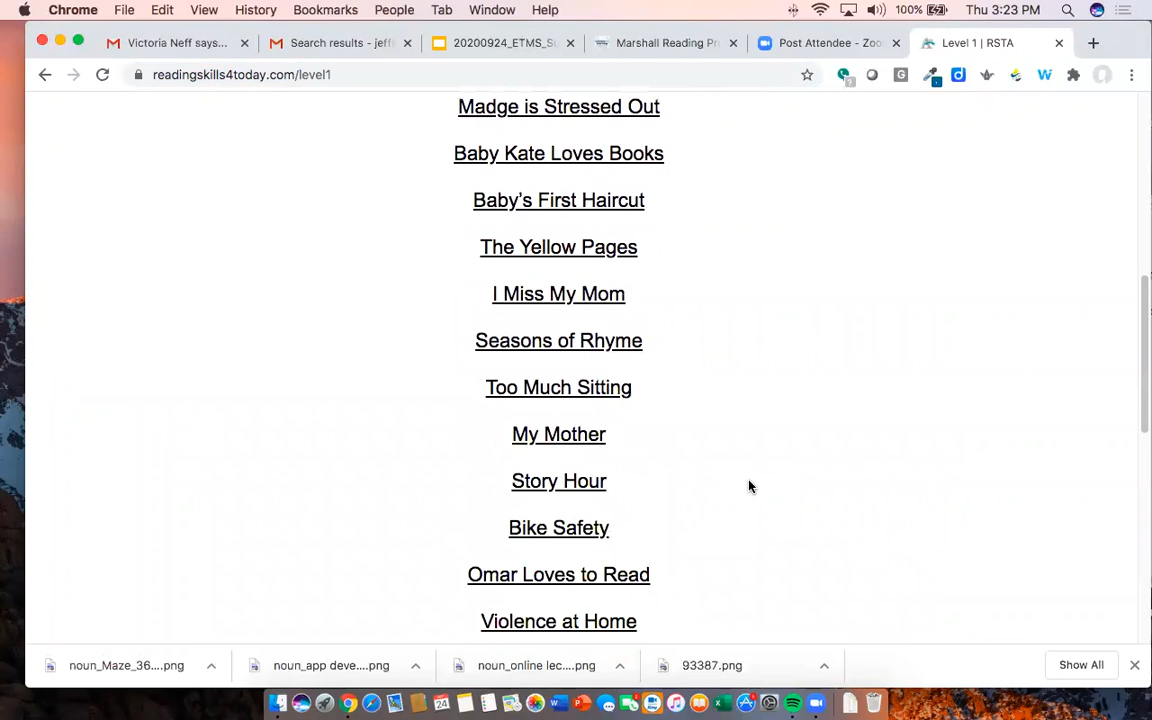 Chrome File Edit View History Bookmarks People Tab Window Help 100% Thu 3:23 PM
Victoria Neff says... Search results - jeff 20200924_ETMS_Su Marshall Reading Pr Post Attendee - Zoo Level 1 | RSTA
readingskills4today.com/level1
Madge is Stressed Out
Baby Kate Loves Books
Baby's First Haircut
The Yellow Pages
I Miss My Mom
Seasons of Rhyme
Too Much Sitting
My Mother
Story Hour
Bike Safety
Omar Loves to Read
Violence at Home
noun_Maze_36....png noun_app deve....png noun_online lec....png 93387.png Show All